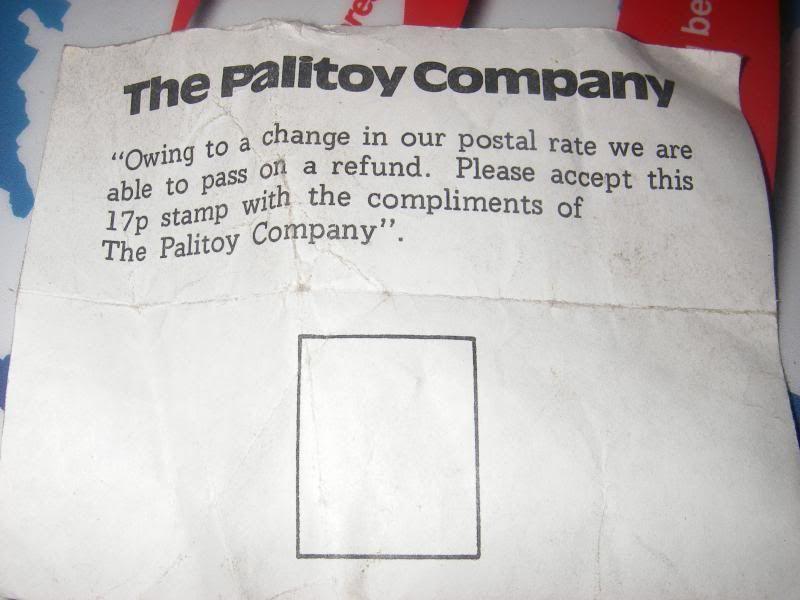 The Palitoy Company
"Owing to a change in our postal rate we are
able to pass on a refund. Please accept this
17p stamp with the compliments of
The Palitoy Company".
be